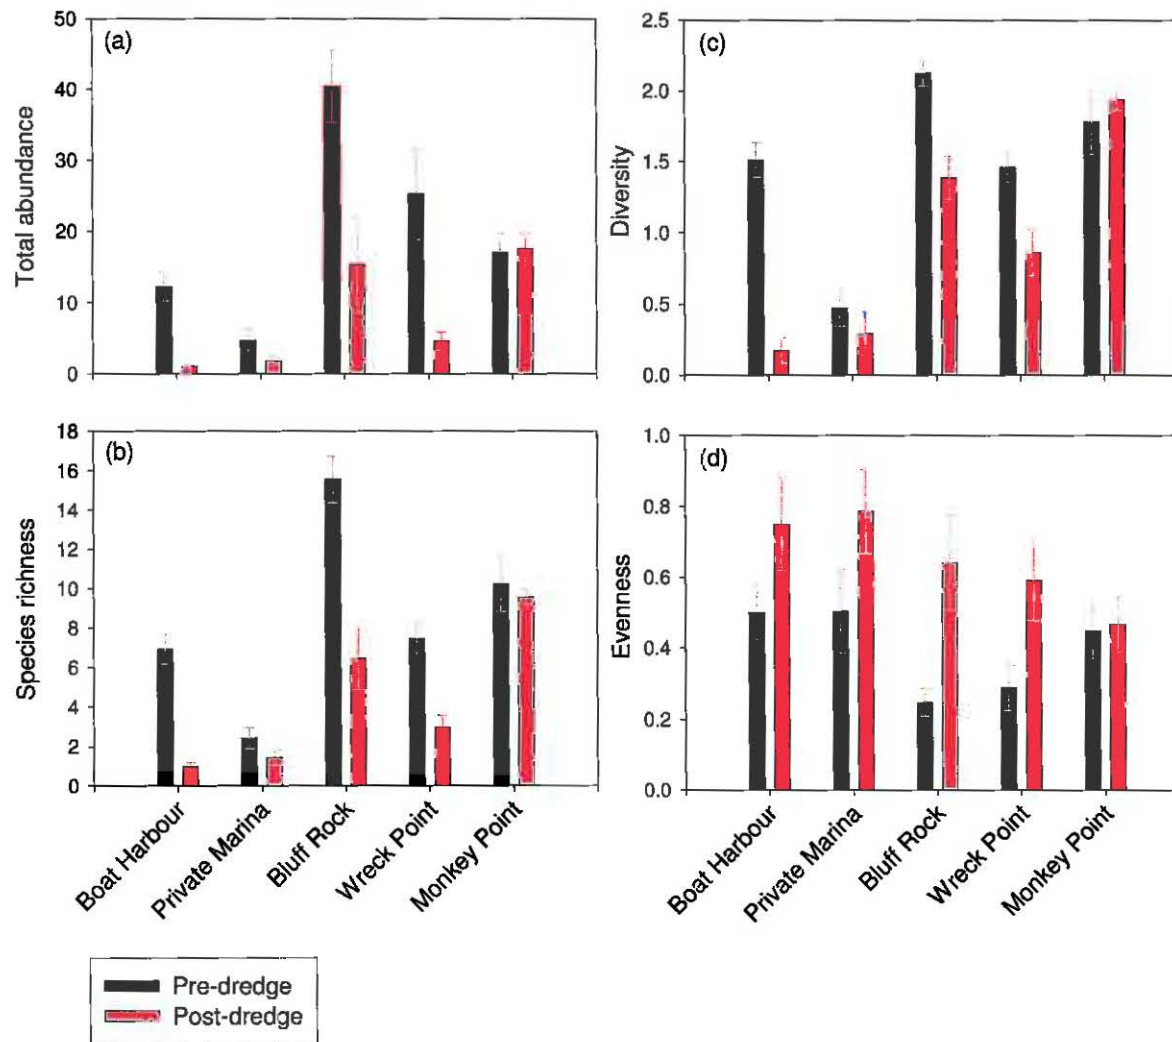 (a)
Total abundance
50
40
30
20
10
0
(c)
Diversity
2.5
2.0
1.5
1.0
0.5
0.0
(b)
Species richness
18
16
14
12
10
8
6
4
2
0
Boat Harbour
Private Marina
Bluff Rock
Wreck Point
Monkey Point
(d)
Evenness
1.0
0.8
0.6
0.4
0.2
0.0
Boat Harbour
Private Marina
Bluff Rock
Wreck Point
Monkey Point
Pre-dredge
Post-dredge